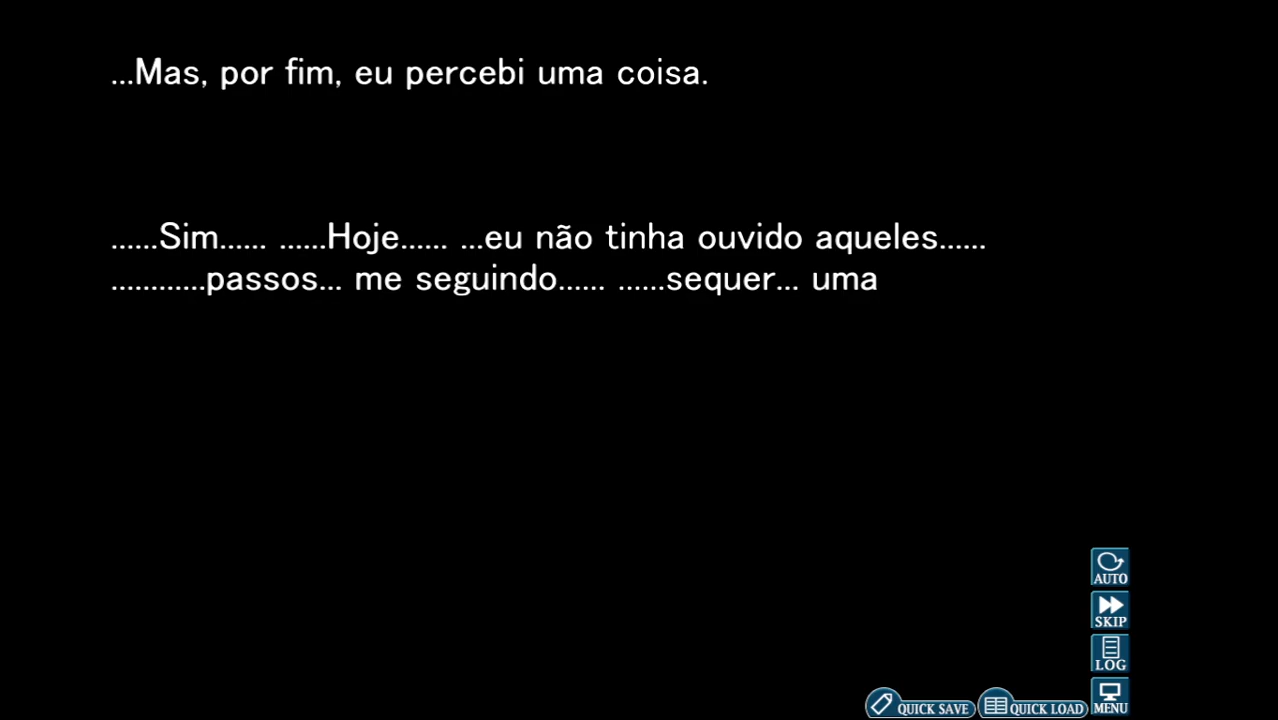 ...Mas, por fim, eu percebi uma coisa.
......Sim...... ......Hoje...... ...eu não tinha ouvido aqueles......
............passos... me seguindo...... ......sequer... uma
AUTO
SKIP
LOG
MENU
QUICK SAVE
QUICK LOAD